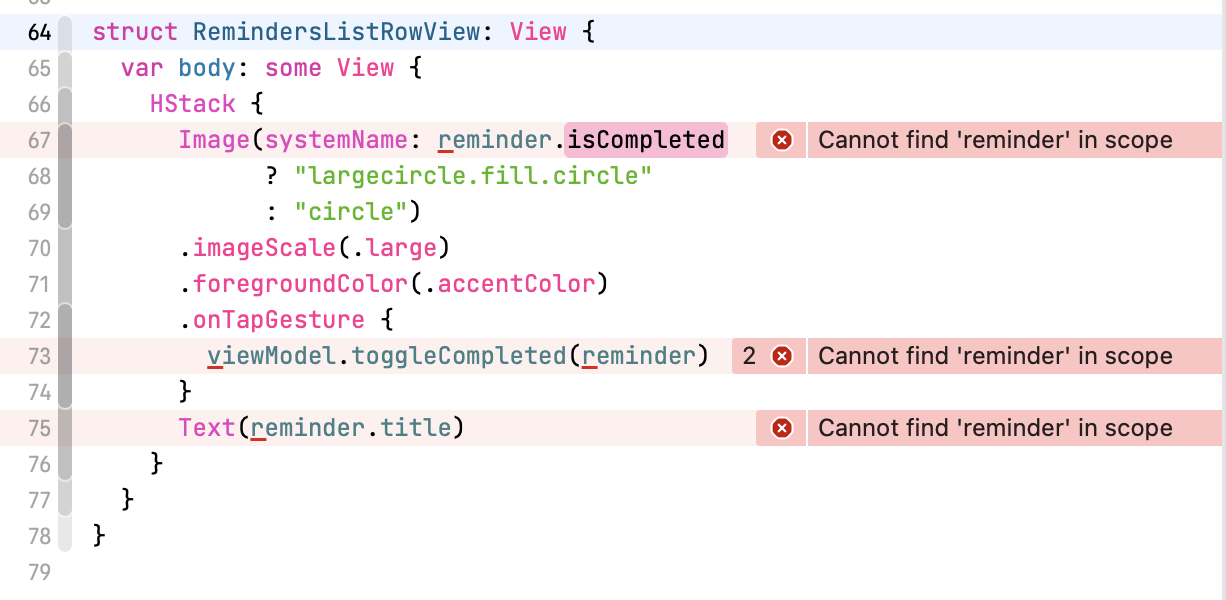 64 struct RemindersListRowView: View {
65 var body: some View {
66 HStack {
67 Image(systemName: reminder.isCompleted Cannot find 'reminder' in scope
68 ? "largecircle.fill.circle"
69 : "circle")
70 .imageScale(.large)
71 .foregroundColor(.accentColor)
72 .onTapGesture {
73 viewModel.toggleCompleted(reminder) 2 Cannot find 'reminder' in scope
74 }
75 Text(reminder.title) Cannot find 'reminder' in scope
76 }
77 }
78 }
79